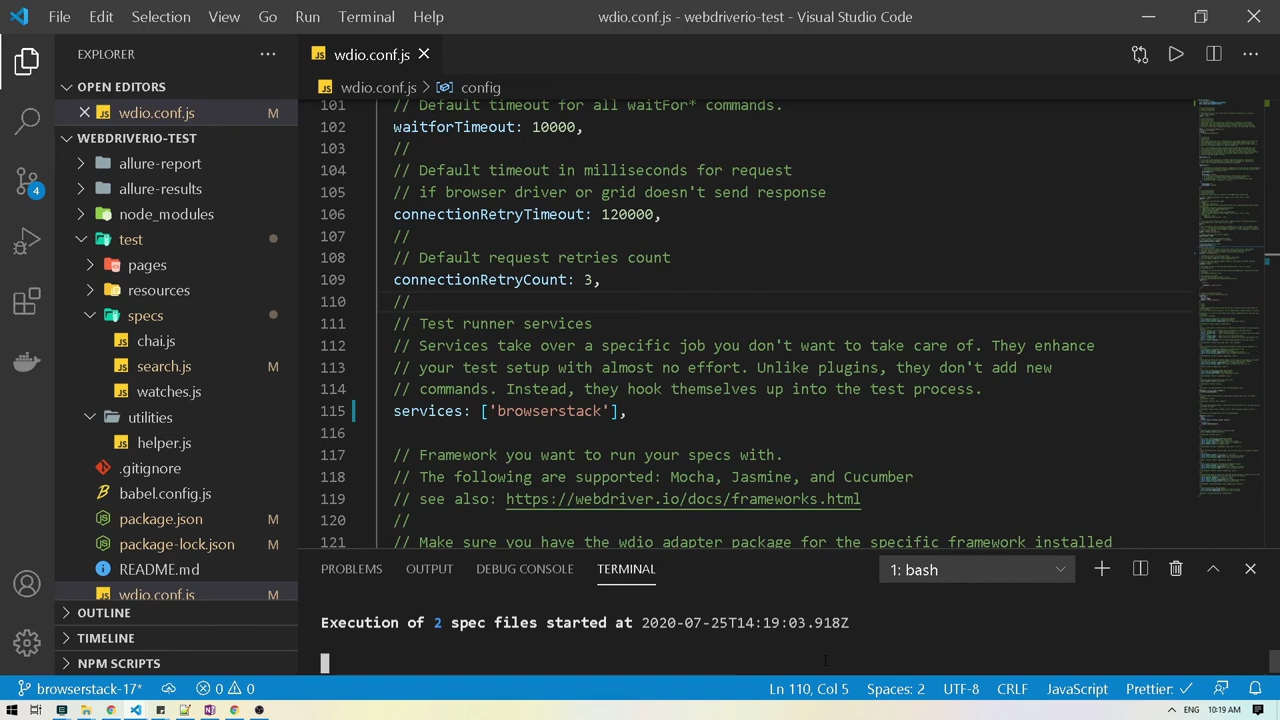 File Edit Selection View Go Run Terminal Help wdio.conf.js - webdriverio-test - Visual Studio Code
EXPLORER
wdio.conf.js
OPEN EDITORS
wdio.conf.js > config
wdio.conf.js M
WEBDRIVERIO-TEST
allure-report
allure-results
node_modules
test
pages
resources
specs
chai.js
search.js M
watches.js
utilities
helper.js
.gitignore
babel.config.js
package.json M
package-lock.json M
README.md
wdio.conf.js M
OUTLINE
TIMELINE
NPM SCRIPTS
4
101 // Default timeout for all waitFor* commands.
102 waitforTimeout:
103 //
104 // Default timeout in milliseconds for request
105 // if browser driver or grid doesn't send response
106 connectionRetryTimeout: 120000,
107
108 //Default request retries count
109 connectionRetryCount: 3,
110 //
111 // Test runner services
112 // Services take over a specific job you don't want to take care of. They enhance
113 // your test setup with almost no effort. Unlike plugins, they don't add new
114 // commands. Instead, they hook themselves up into the test process.
115 services: ['browserstack'],
116
117 // Framework you want to run your specs with.
118 // The following are supported: Mocha, Jasmine, and Cucumber
119 // see also: https://webdriver.io/docs/frameworks.html
120 //
121 // Make sure you have the wdio adapter package for the specific framework installed
PROBLEMS OUTPUT DEBUG CONSOLE TERMINAL 1: bash
Execution of 2 spec files started at 2020-07-25T14:19:03.918Z
browserstack-17* 0 0 Ln 110, Col 5 Spaces: 2 UTF-8 CRLF JavaScript Prettier: ✓
ENG 10:19 AM